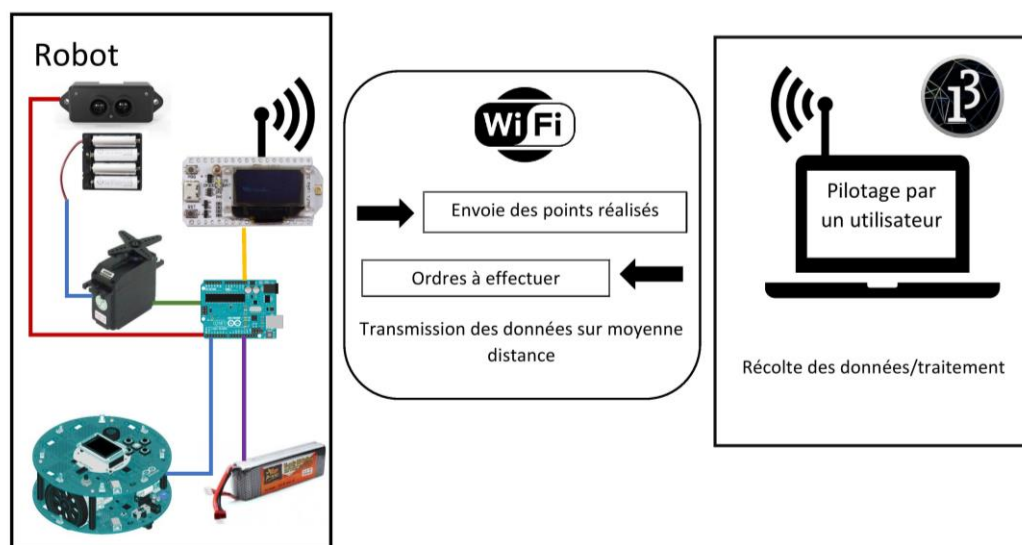 Robot
WiFi
Envoie des points réalisés
Ordres à effectuer
Transmission des données sur moyenne
distance
Pilotage par
un utilisateur
Récolte des données/traitement